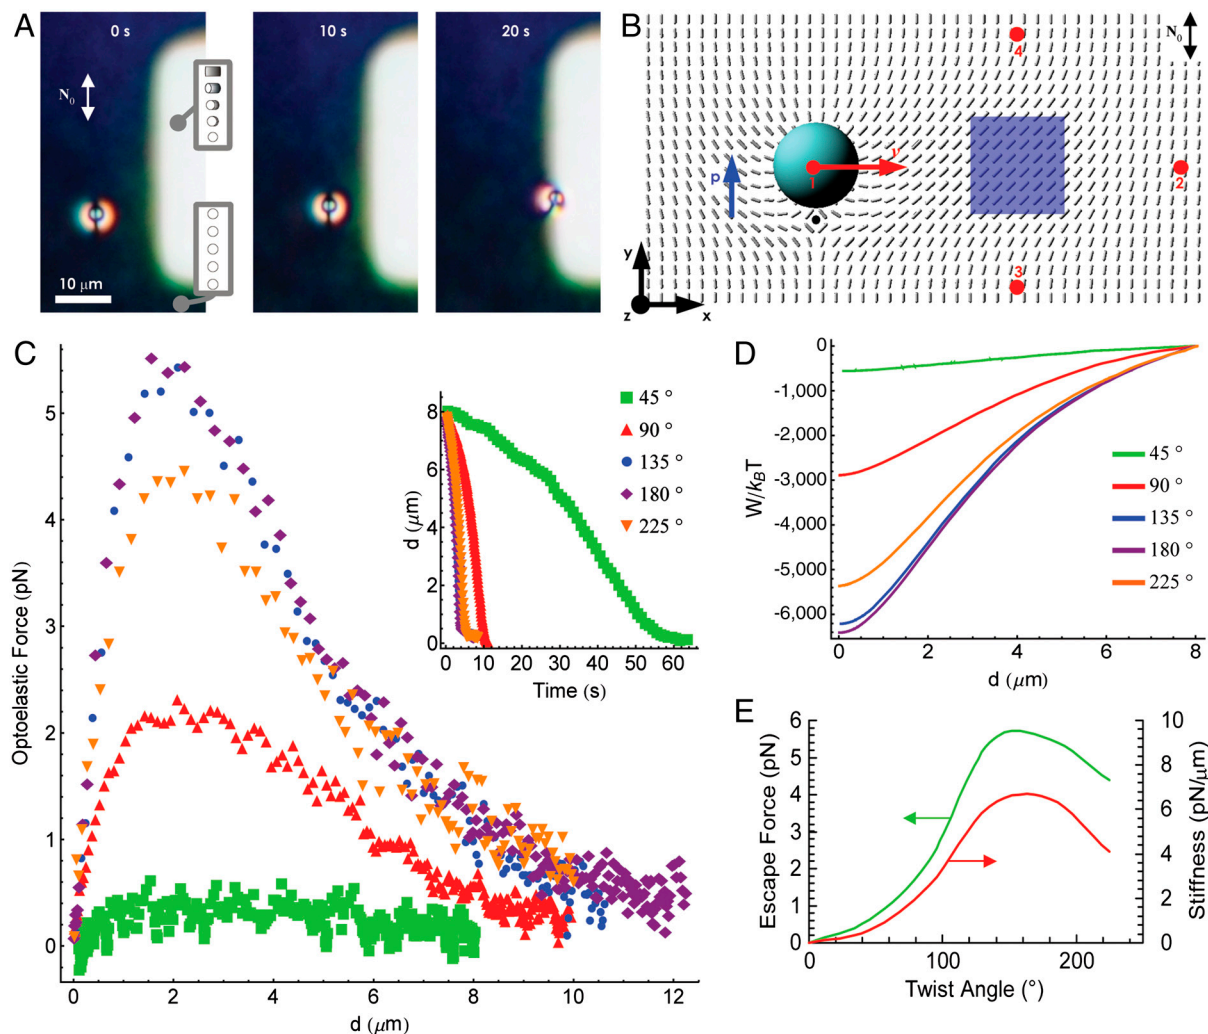 A
0 s
10 s
20 s
N₀
10 μm
B
N₀
p
1
ν
2
3
4
y
z
x
C
Optoelastic Force (pN)
5
4
3
2
1
0
0
2
4
6
8
10
12
d (μm)
d (μm)
8
6
4
2
0
0
10
20
30
40
50
60
Time (s)
45 °
90 °
135 °
180 °
225 °
D
W/k_BT
0
-1,000
-2,000
-3,000
-4,000
-5,000
-6,000
0
2
4
6
8
d (μm)
45 °
90 °
135 °
180 °
225 °
E
Escape Force (pN)
6
5
4
3
2
1
0
0
100
200
Twist Angle (°)
10
8
6
4
2
0
Stiffness (pN/μm)